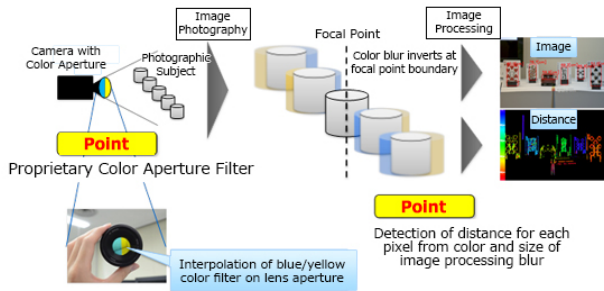 Image
Photography
Camera with
Color Aperture
Photographic
Subject
Point
Proprietary Color Aperture Filter
Interpolation of blue/yellow
color filter on lens aperture
Focal Point
Color blur inverts at
focal point boundary
Image
Processing
Image
Distance
Point
Detection of distance for each
pixel from color and size of
image processing blur